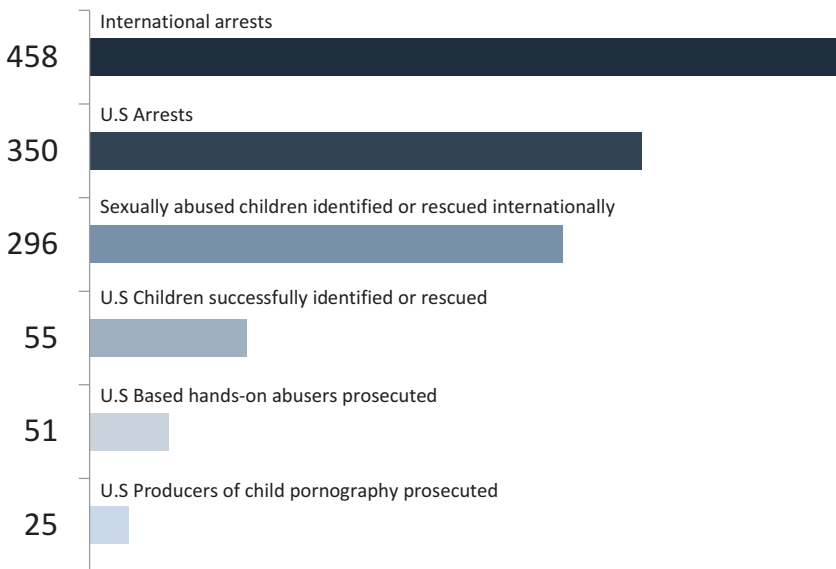 International arrests
458
U.S Arrests
350
Sexually abused children identified or rescued internationally
296
U.S Children successfully identified or rescued
55
U.S Based hands-on abusers prosecuted
51
U.S Producers of child pornography prosecuted
25